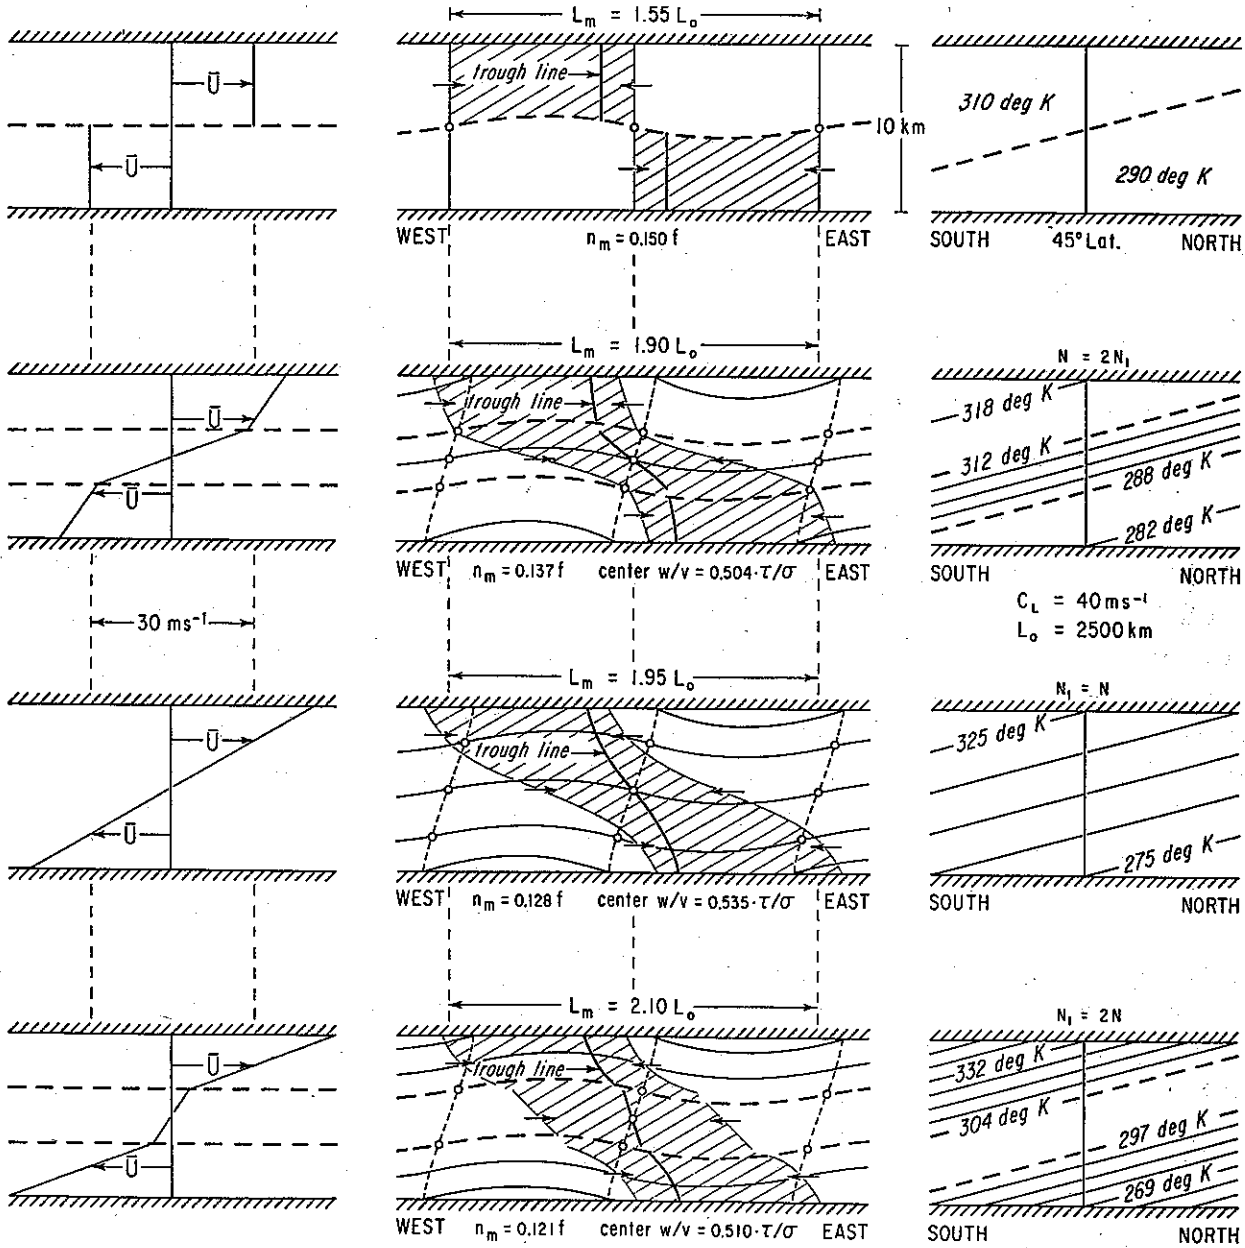 L_m = 1.55 L_o
Ū
Ū
trough line
10 km
310 deg K
290 deg K
WEST n_m = 0.150 f EAST
SOUTH 45° Lat. NORTH
L_m = 1.90 L_o
N = 2N_1
Ū
Ū
trough line
318 deg K
312 deg K
288 deg K
282 deg K
WEST n_m = 0.137 f center w/v = 0.504·τ/σ EAST
SOUTH NORTH
30 ms⁻¹
C_L = 40 ms⁻¹
L_o = 2500 km
L_m = 1.95 L_o
N_1 = N
Ū
Ū
trough line
325 deg K
275 deg K
WEST n_m = 0.128 f center w/v = 0.535·τ/σ EAST
SOUTH NORTH
L_m = 2.10 L_o
N_1 = 2N
Ū
Ū
trough line
332 deg K
304 deg K
297 deg K
269 deg K
WEST n_m = 0.121 f center w/v = 0.510·τ/σ EAST
SOUTH NORTH